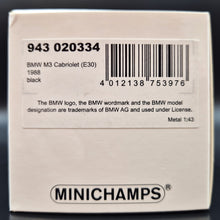 943 020334
BMW M3 Cabriolet (E30)
1988
black
4 012138 753976
The BMW logo, the BMW wordmark and the BMW model
designation are trademarks of BMW AG and used under License.
Metal 1:43
MINICHAMPS®